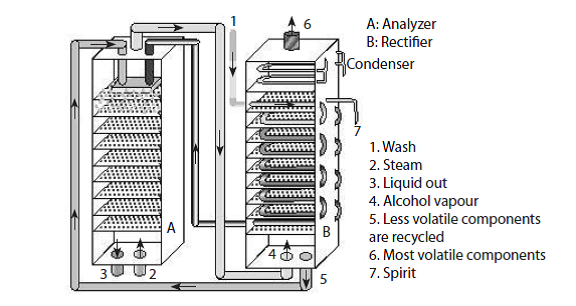 1
6
A: Analyzer
B: Rectifier
Condenser
7
1. Wash
2. Steam
3. Liquid out
4. Alcohol vapour
5. Less volatile components
are recycled
6. Most volatile components
7. Spirit
A
B
4
3
2
5